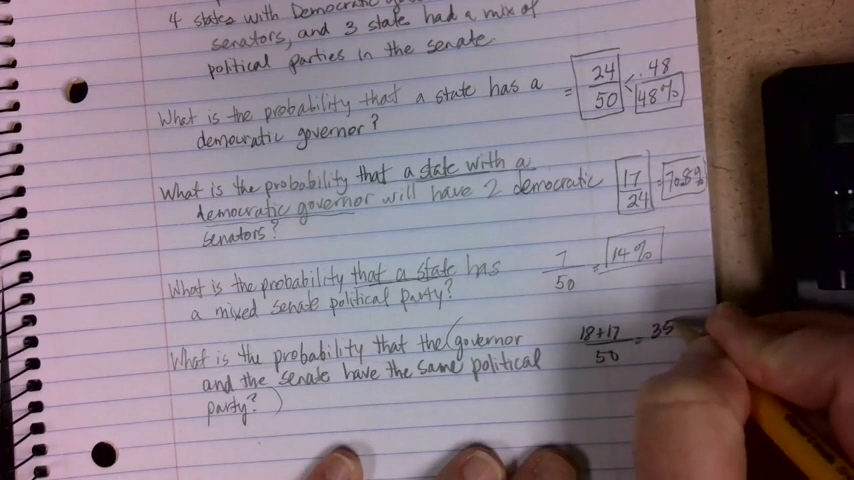 4 states with Democratic
senators, and 3 state had a mix of
political parties in the senate.
What is the probability that a state has a
democratic governor?
= 24/50 < .48
48%
What is the probability that a state with a
democratic governor will have 2 democratic
senators?
17/24 = 70.8%
What is the probability that a state has
a mixed senate political party?
7/50 = 14%
What is the probability that the (governor
and the senate have the same political
party?)
18+17/50 = 35